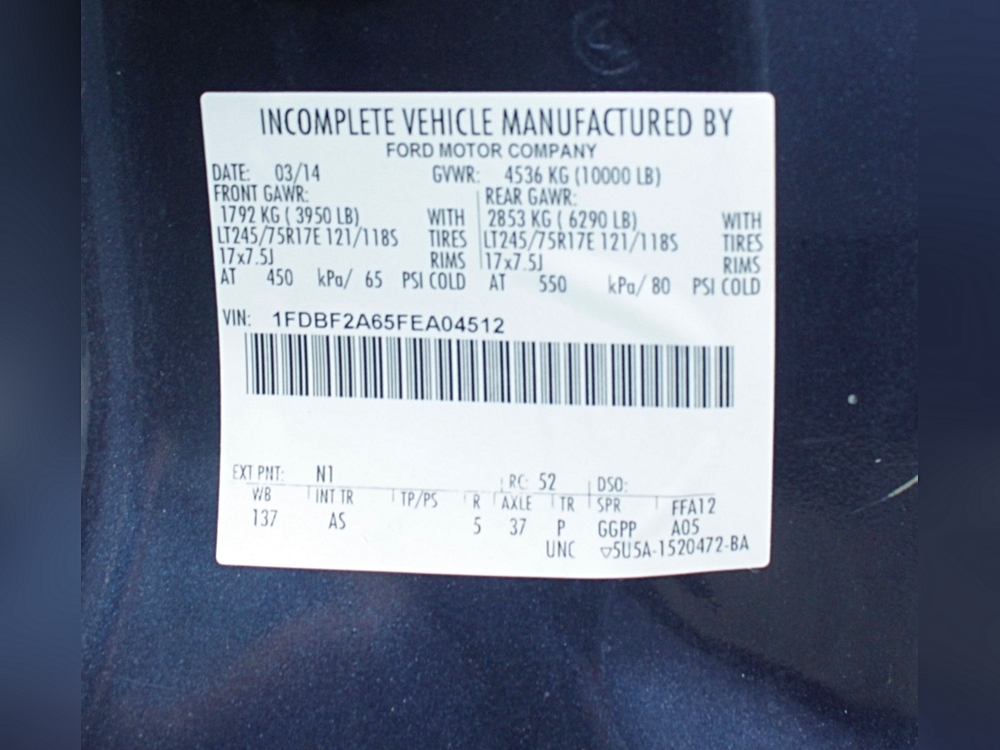 INCOMPLETE VEHICLE MANUFACTURED BY
FORD MOTOR COMPANY
DATE: 03/14 GVWR: 4536 KG (10000 LB)
FRONT GAWR: REAR GAWR:
1792 KG ( 3950 LB) WITH 2853 KG ( 6290 LB) WITH
LT245/75R17E 121/118S TIRES LT245/75R17E 121/118S TIRES
17x7.5J RIMS 17x7.5J RIMS
AT 450 kPa/ 65 PSI COLD AT 550 kPa/ 80 PSI COLD
VIN: 1FDBF2A65FEA04512
EXT PNT: N1 RC: 52 DSO:
WB INT TR TP/PS R AXLE TR SPR FFA12
137 AS 5 37 P GGPP A05
UNC ▽5U5A-1520472-BA